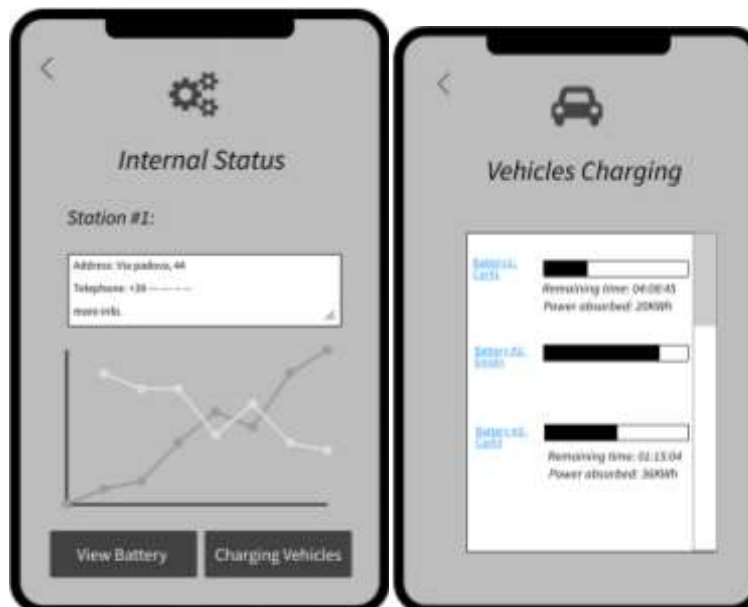 Internal Status
Station #1:
Address: Via padova, 44
Telephone: +39
more info.
View Battery
Charging Vehicles
Vehicles Charging
Remaining time: 04:08:45
Power absorbed: 20KWh
Remaining time: 01:15:04
Power absorbed: 36KWh